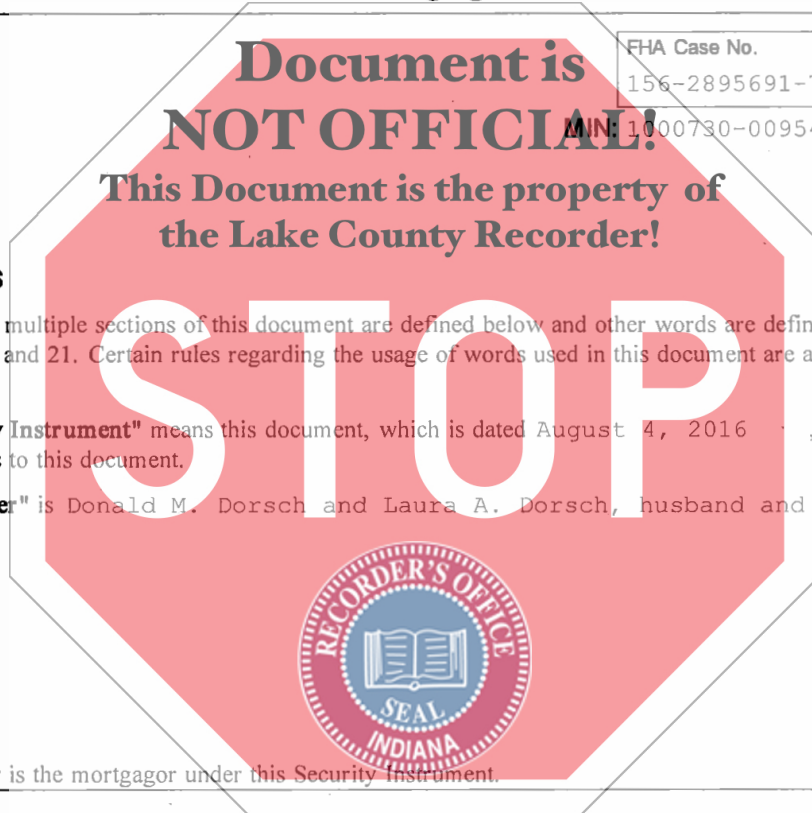 Document is
FHA Case No.
NOT OFFICIAL!
156-2895691-
MIN: 1000730-0095
This Document is the property of
the Lake County Recorder!
multiple sections of this document are defined below and other words are defin
and 21. Certain rules regarding the usage of words used in this document are a
Instrument" means this document, which is dated August 4, 2016 ,
to this document.
er" is Donald M. Dorsch and Laura A. Dorsch, husband and
STOP
RECORDER'S OFFICE
SEAL
INDIANA
is the mortgagor under this Security Instrument.